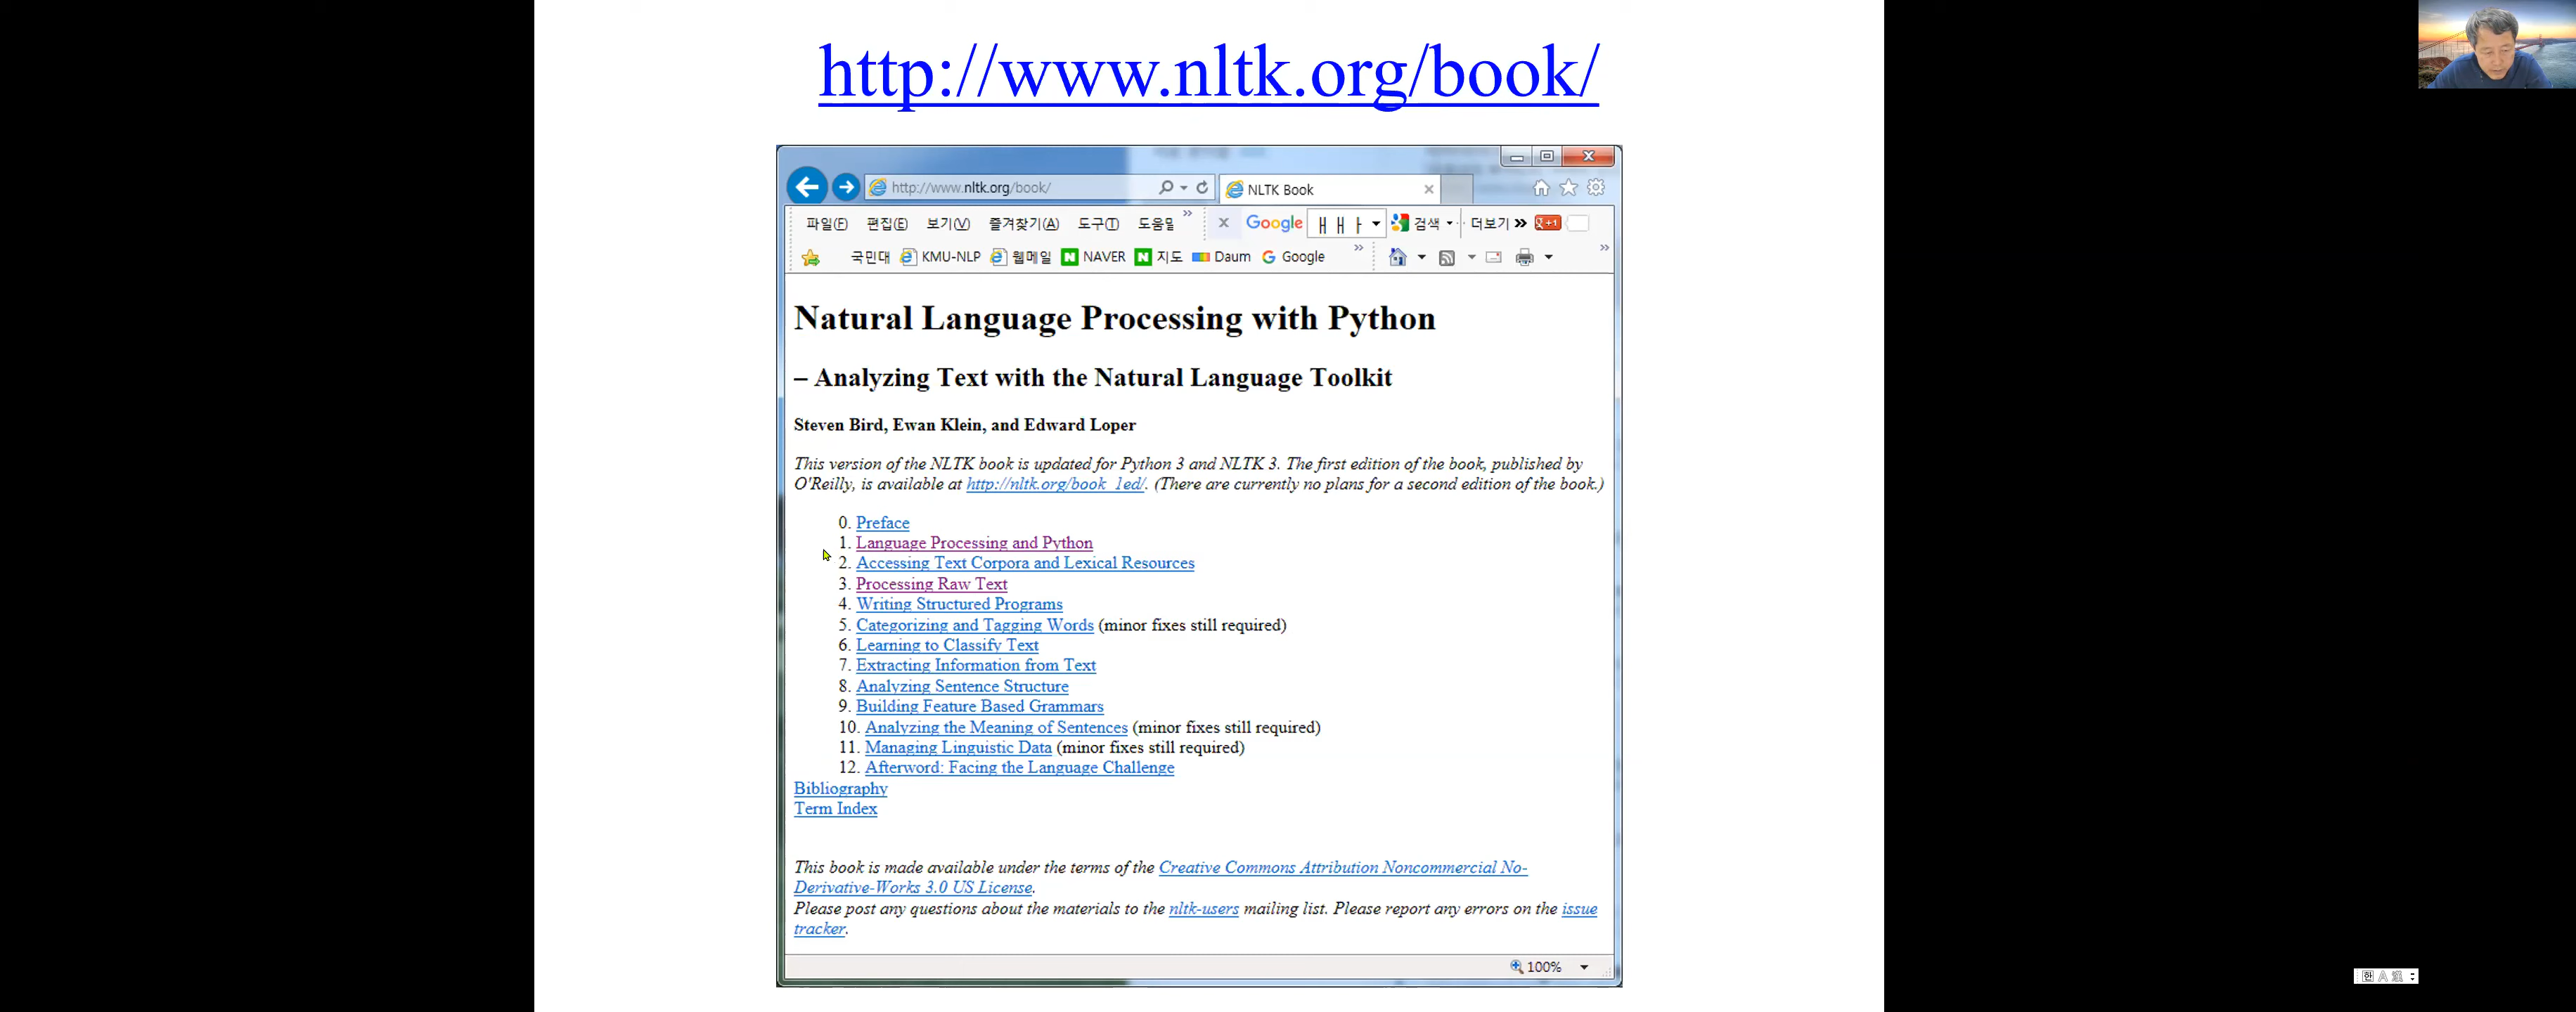 http://www.nltk.org/book/
http://www.nltk.org/book/
NLTK Book
파일(F) 편집(E) 보기(V) 즐겨찾기(A) 도구(T) 도움말 »
x Google 검색 더보기 » g+1
국민대 KMU-NLP 웹메일 NAVER 지도 Daum Google » »
Natural Language Processing with Python
– Analyzing Text with the Natural Language Toolkit
Steven Bird, Ewan Klein, and Edward Loper
This version of the NLTK book is updated for Python 3 and NLTK 3. The first edition of the book, published by
O'Reilly, is available at http://nltk.org/book_1ed/. (There are currently no plans for a second edition of the book.)
0. Preface
1. Language Processing and Python
2. Accessing Text Corpora and Lexical Resources
3. Processing Raw Text
4. Writing Structured Programs
5. Categorizing and Tagging Words (minor fixes still required)
6. Learning to Classify Text
7. Extracting Information from Text
8. Analyzing Sentence Structure
9. Building Feature Based Grammars
10. Analyzing the Meaning of Sentences (minor fixes still required)
11. Managing Linguistic Data (minor fixes still required)
12. Afterword: Facing the Language Challenge
Bibliography
Term Index
This book is made available under the terms of the Creative Commons Attribution Noncommercial No-
Derivative-Works 3.0 US License.
Please post any questions about the materials to the nltk-users mailing list. Please report any errors on the issue
tracker.
100%
한 A 漢